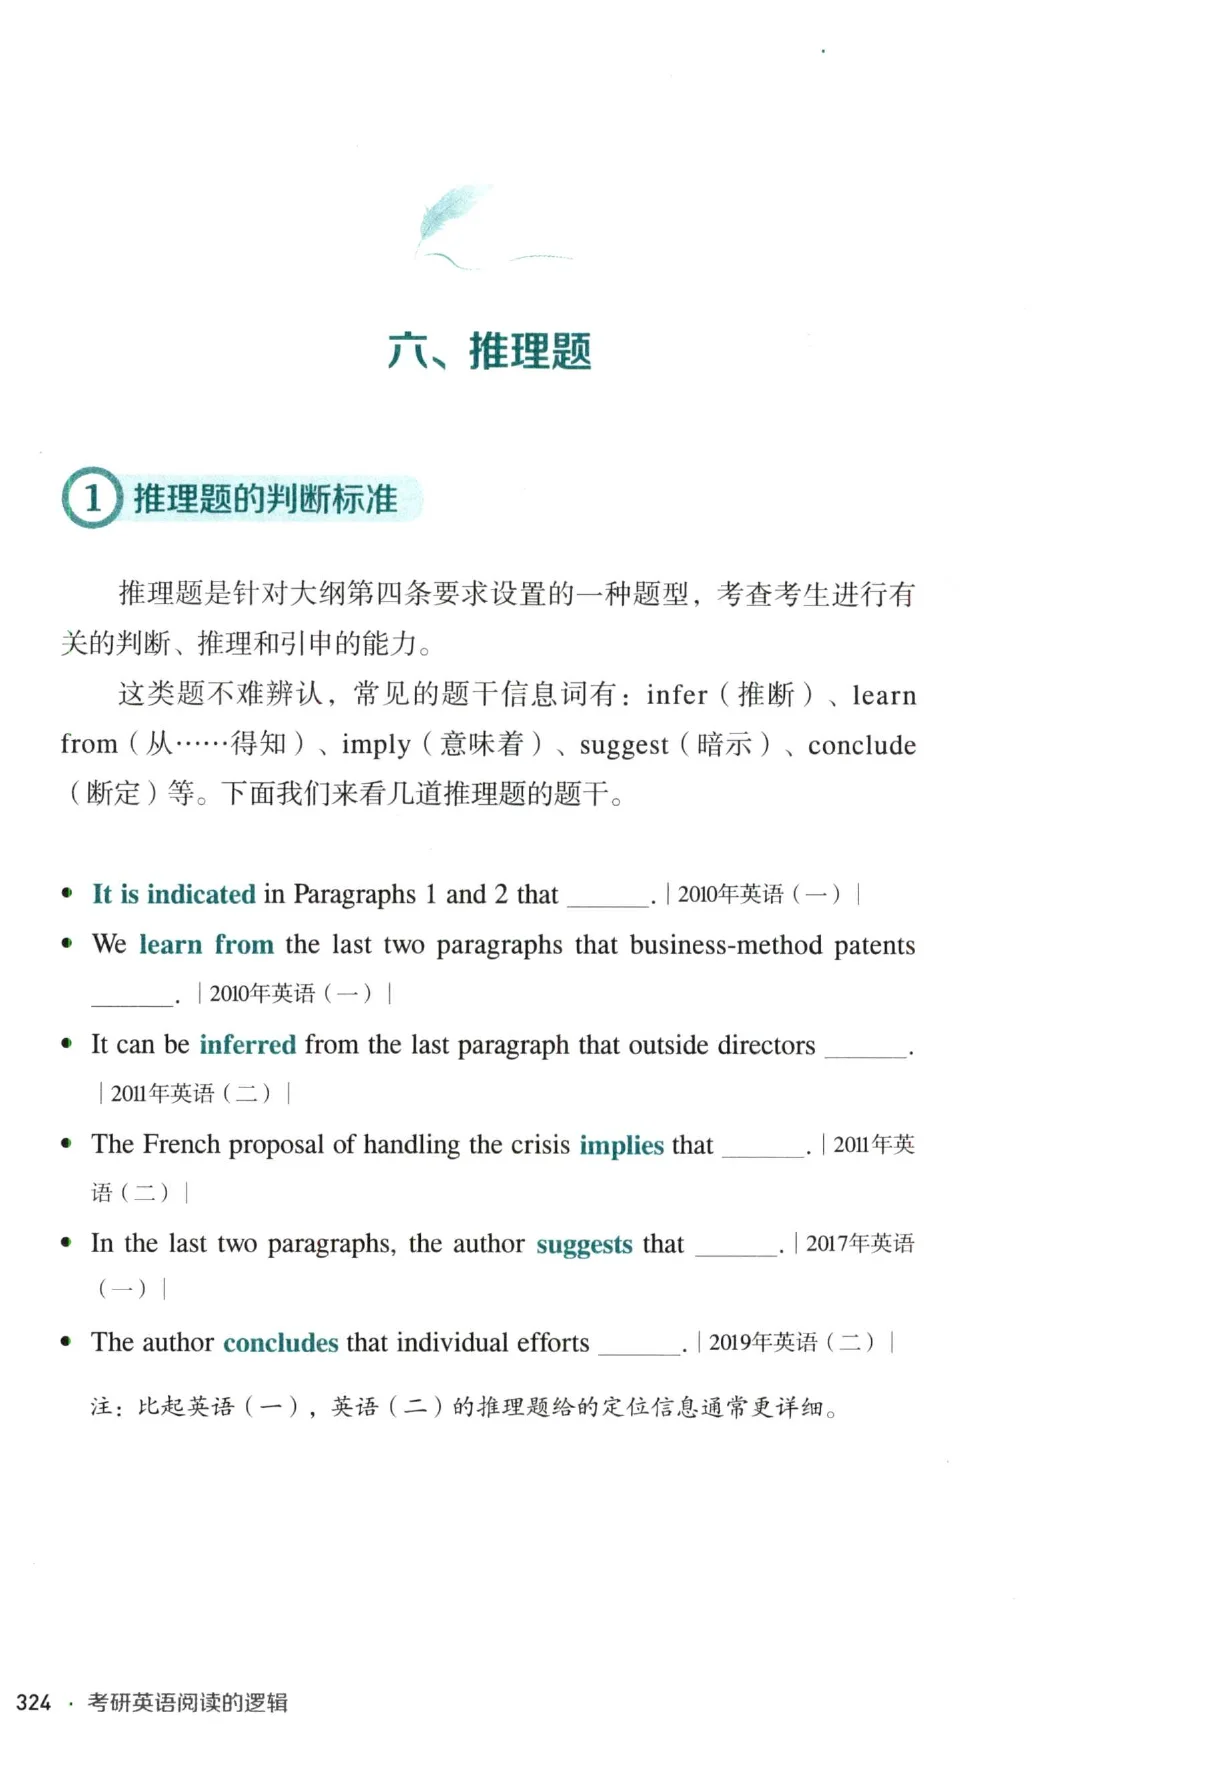 六、推理题
1 推理题的判断标准
推理题是针对大纲第四条要求设置的一种题型，考查考生进行有
关的判断、推理和引申的能力。
这类题不难辨认，常见的题干信息词有：infer（推断）、learn
from（从……得知）、imply（意味着）、suggest（暗示）、conclude
（断定）等。下面我们来看几道推理题的题干。
• It is indicated in Paragraphs 1 and 2 that ______.｜2010年英语（一）｜
• We learn from the last two paragraphs that business-method patents
______.｜2010年英语（一）｜
• It can be inferred from the last paragraph that outside directors ______.
｜2011年英语（二）｜
• The French proposal of handling the crisis implies that ______.｜2011年英
语（二）｜
• In the last two paragraphs, the author suggests that ______.｜2017年英语
（一）｜
• The author concludes that individual efforts ______.｜2019年英语（二）｜
注：比起英语（一），英语（二）的推理题给的定位信息通常更详细。
324 · 考研英语阅读的逻辑